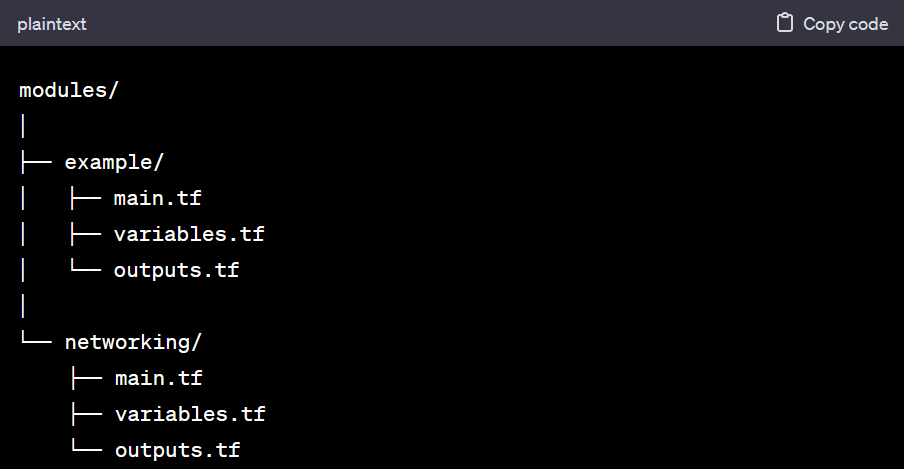 plaintext Copy code
modules/
│
├── example/
│   ├── main.tf
│   ├── variables.tf
│   └── outputs.tf
│
└── networking/
    ├── main.tf
    ├── variables.tf
    └── outputs.tf